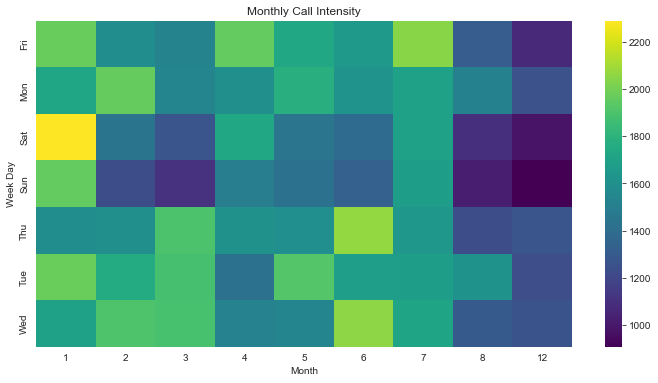 Monthly Call Intensity
Week Day
Fri
Mon
Sat
Sun
Thu
Tue
Wed
1 2 3 4 5 6 7 8 12
Month
2200
2000
1800
1600
1400
1200
1000